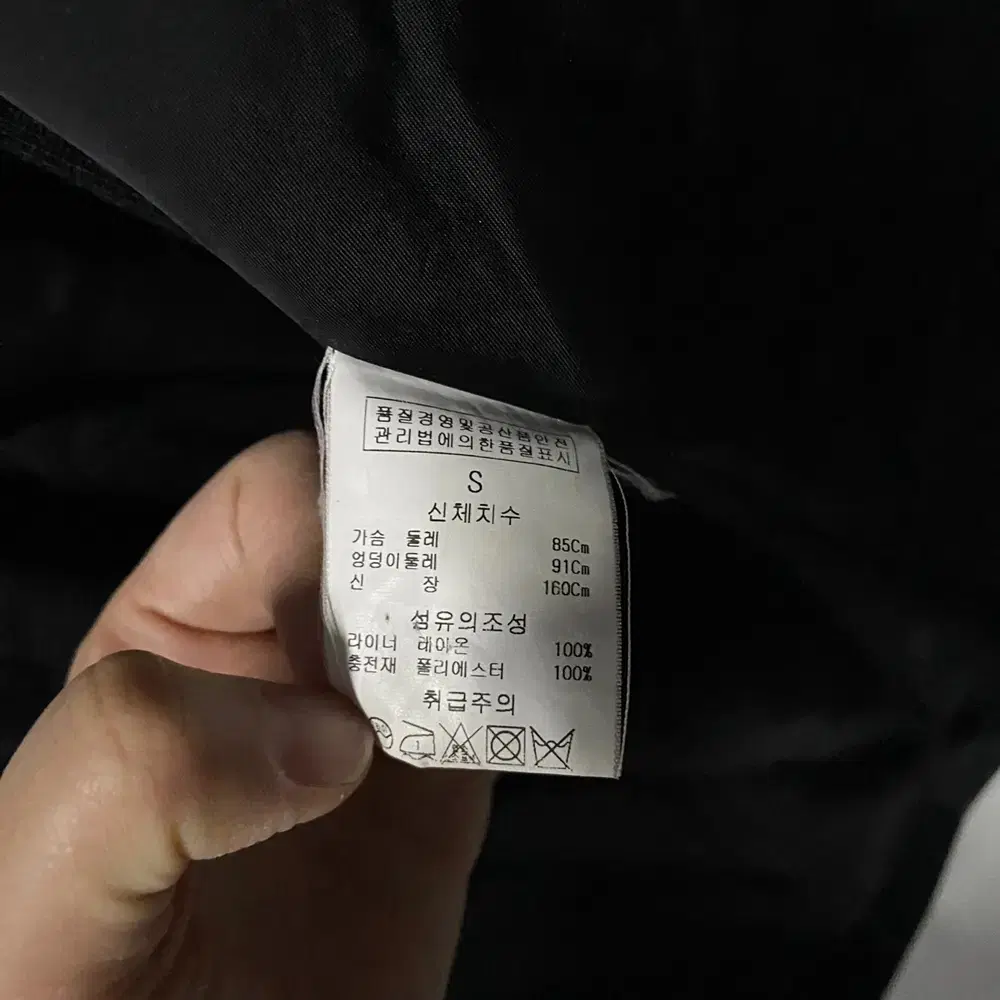 품질경영및공산품안전
관리법에의한품질표시
S
신체치수
가슴 둘레 85Cm
엉덩이둘레 91Cm
신 장 160Cm
섬유의조성
라이너 레이온 100%
충전재 폴리에스터 100%
취급주의
1